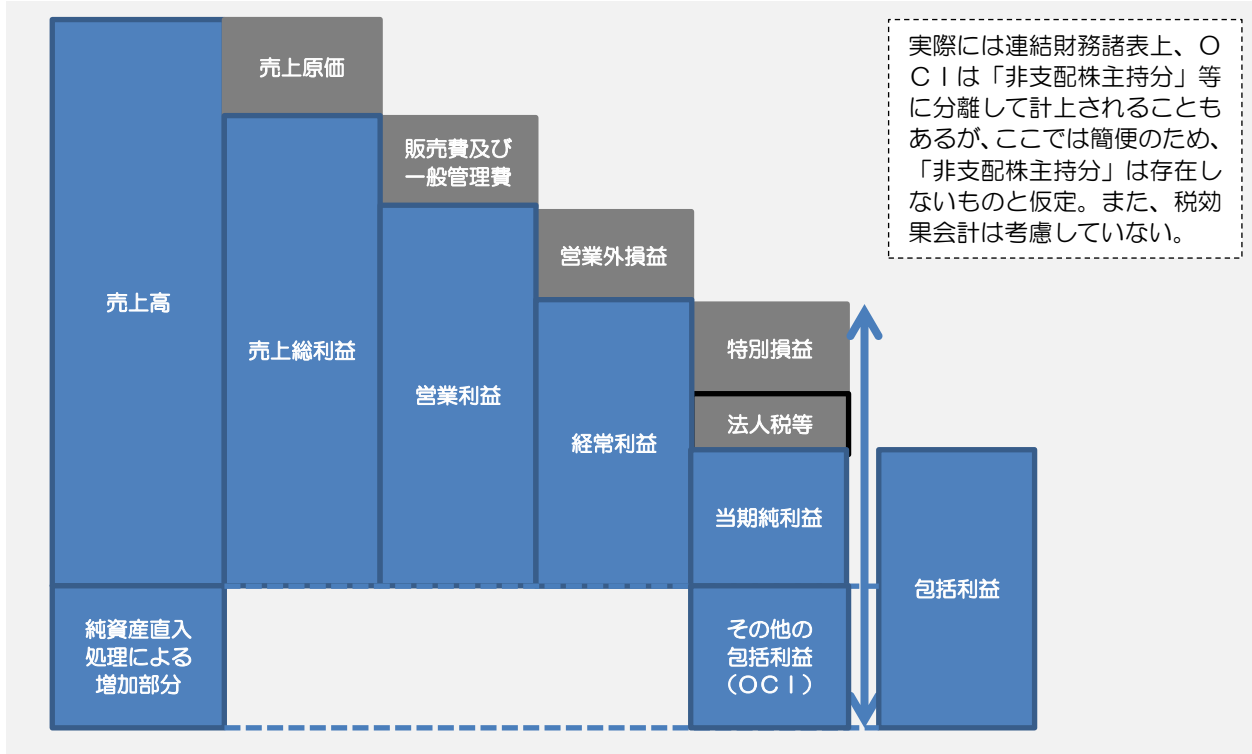 売上高
純資産直入
処理による
増加部分
売上原価
売上総利益
販売費及び
一般管理費
営業利益
営業外損益
経常利益
特別損益
法人税等
当期純利益
その他の
包括利益
(OCI)
包括利益
実際には連結財務諸表上、O
CIは「非支配株主持分」等
に分離して計上されることも
あるが、ここでは簡便のため、
「非支配株主持分」は存在し
ないものと仮定。また、税効
果会計は考慮していない。